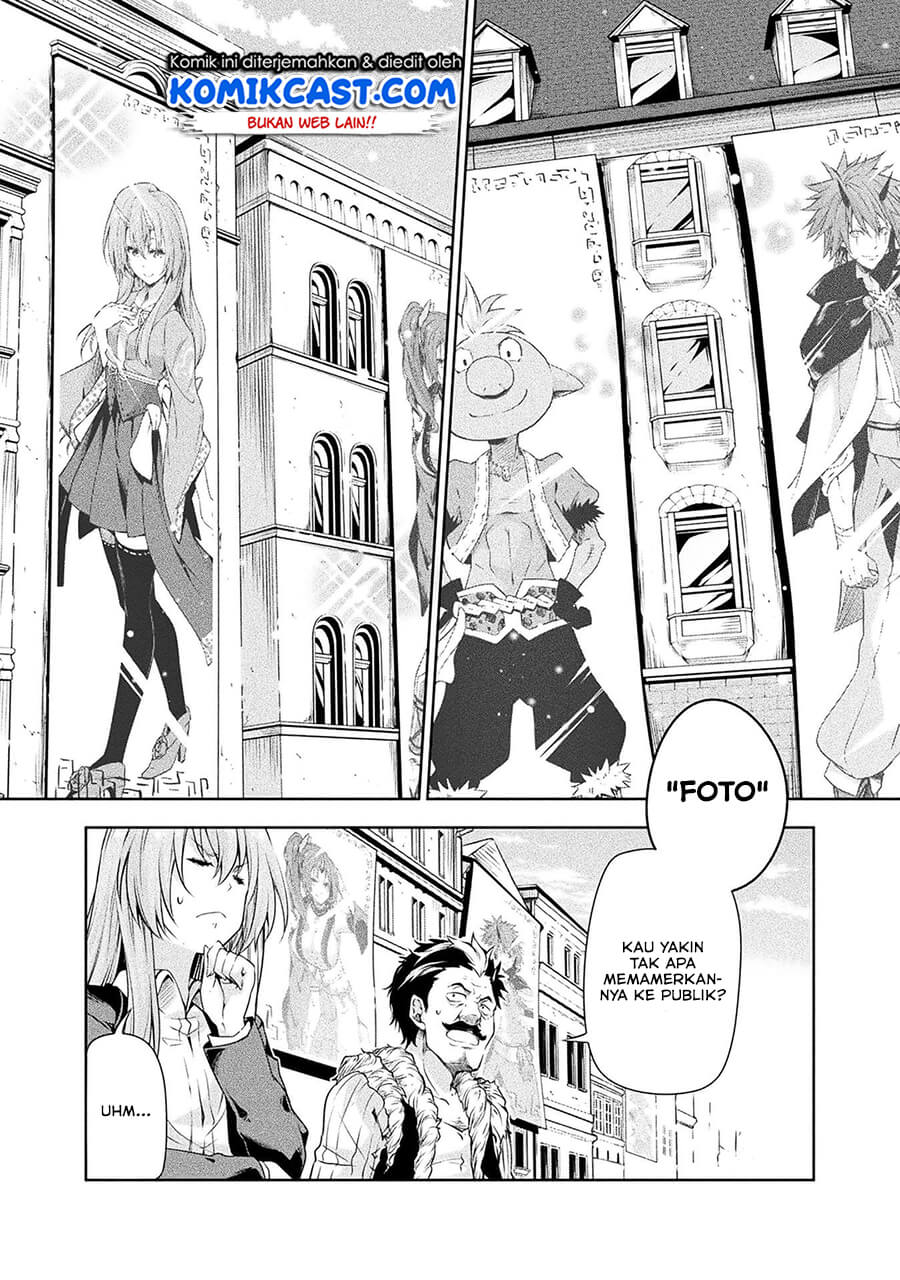 Komik ini diterjemahkan & diedit oleh
KOMIKCAST.COM
BUKAN WEB LAIN!!
"FOTO"
KAU YAKIN
TAK APA
MEMAMERKAN-
NYA KE PUBLIK?
UHM...